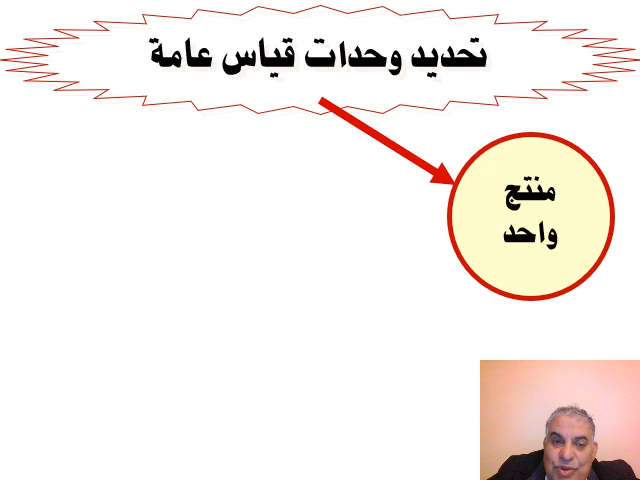 تحديد وحدات قياس عامة
منتج
واحد